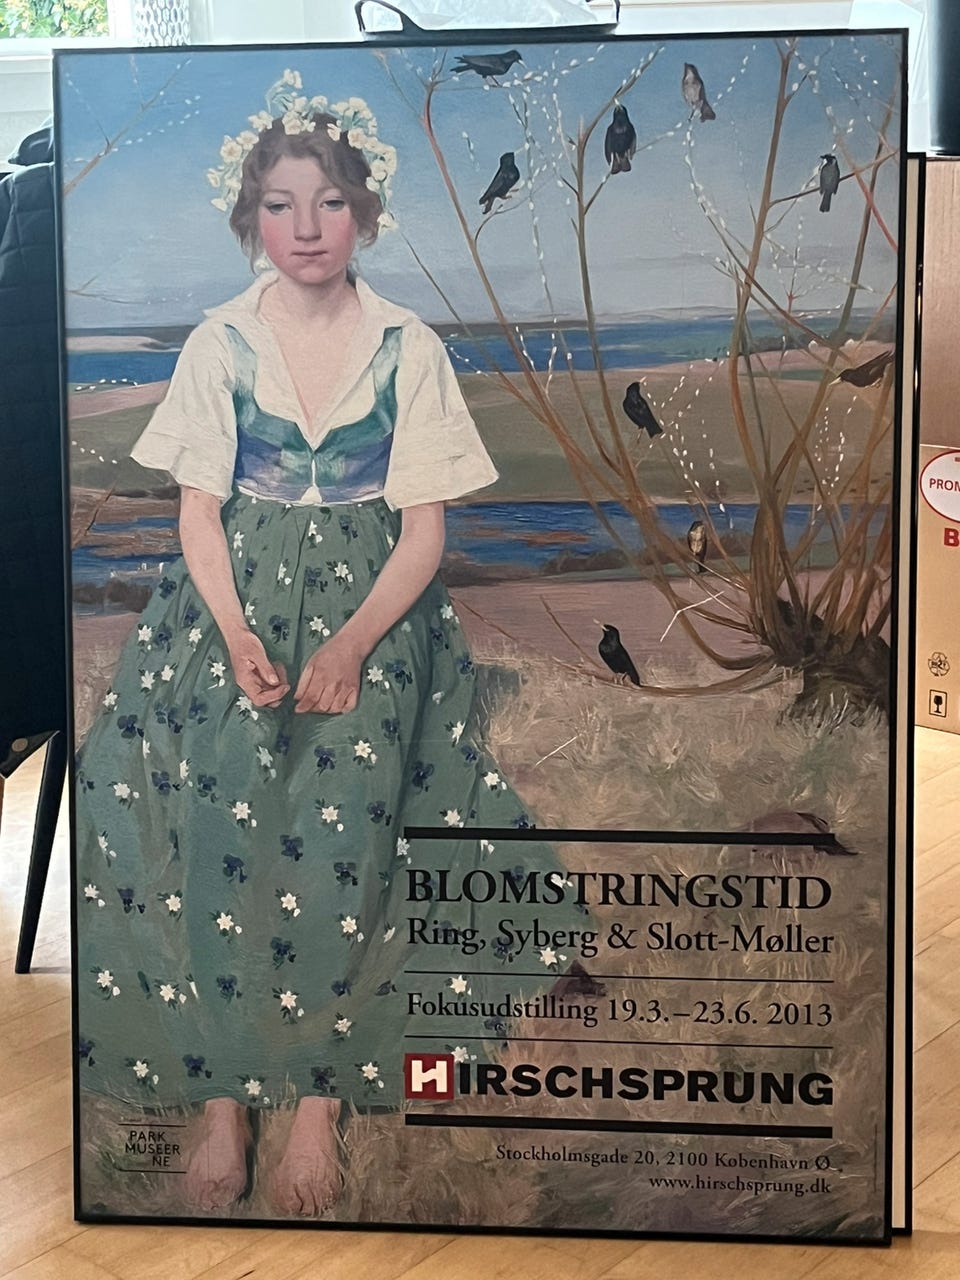 BLOMSTRINGSTID
Ring, Syberg & Slott-Møller
Fokusudstilling 19.3.–23.6. 2013
HIRSCHSPRUNG
Stockholmsgade 20, 2100 København Ø
www.hirschsprung.dk
PARK
MUSEER
NE